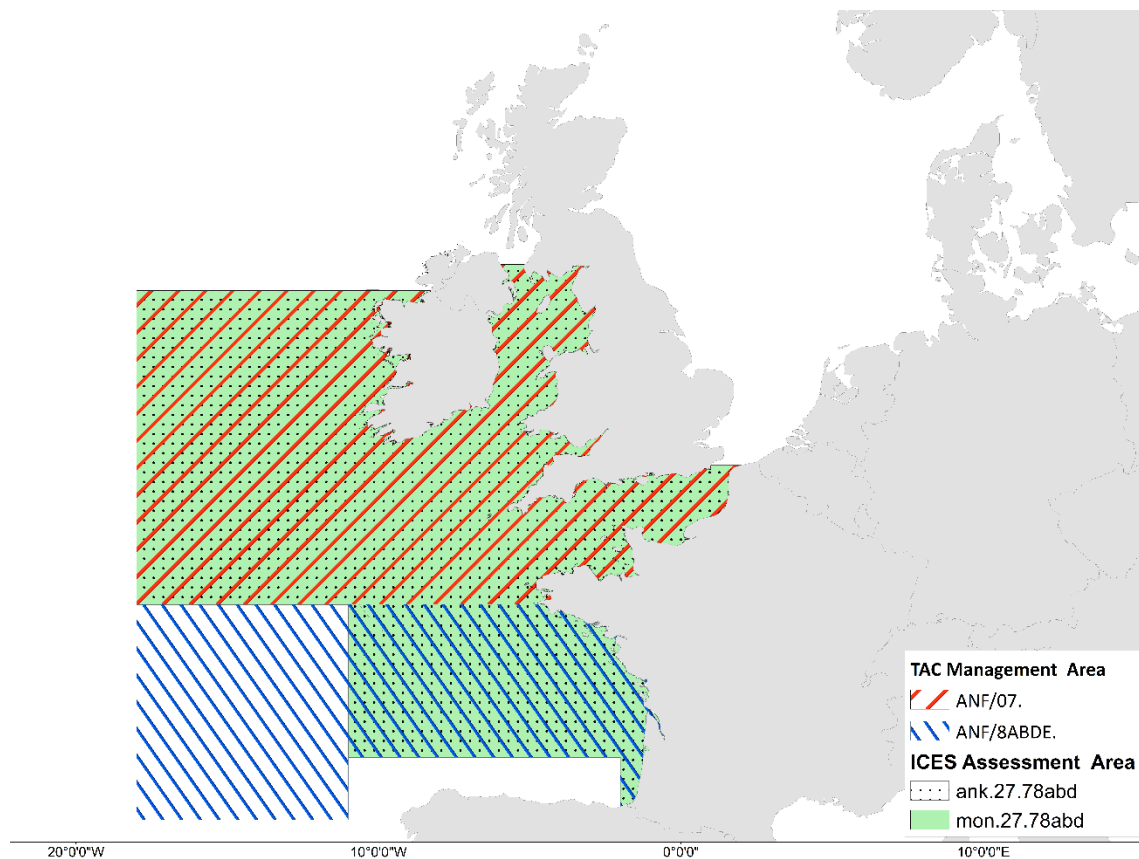 TAC Management Area
ANF/07.
ANF/8ABDE.
ICES Assessment Area
ank.27.78abd
mon.27.78abd
20°0'0"W
10°0'0"W
0°0'0"
10°0'0"E